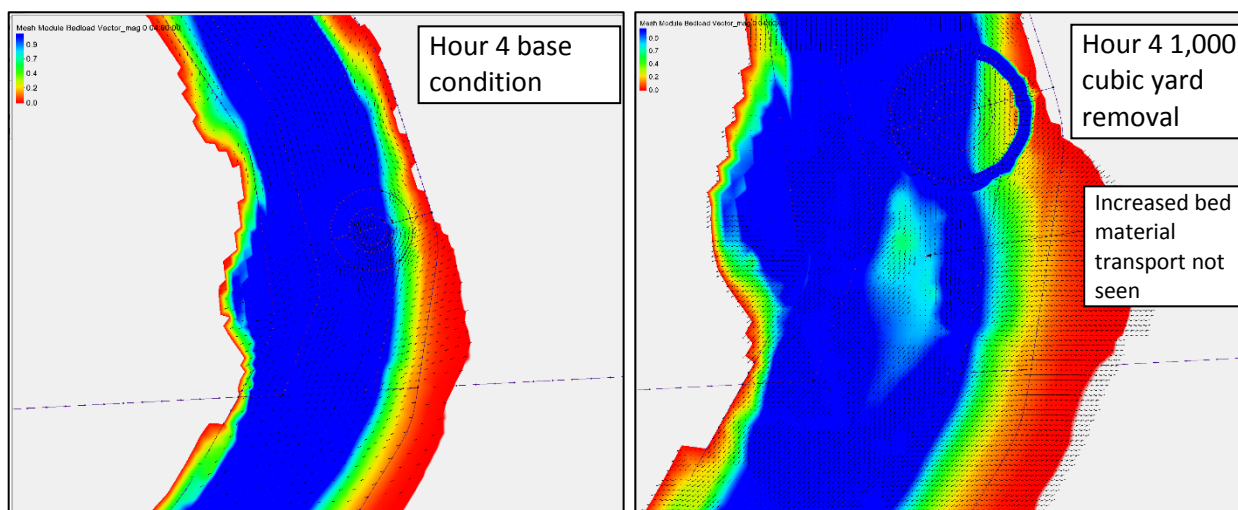 Mesh Module Bedload Vector_mag 0 04:00:00
0.9
0.7
0.4
0.2
0.0
Hour 4 base
condition
Mesh Module Bedload Vector_mag 0
0.9
0.7
0.4
0.2
0.0
Hour 4 1,000
cubic yard
removal
Increased bed
material
transport not
seen